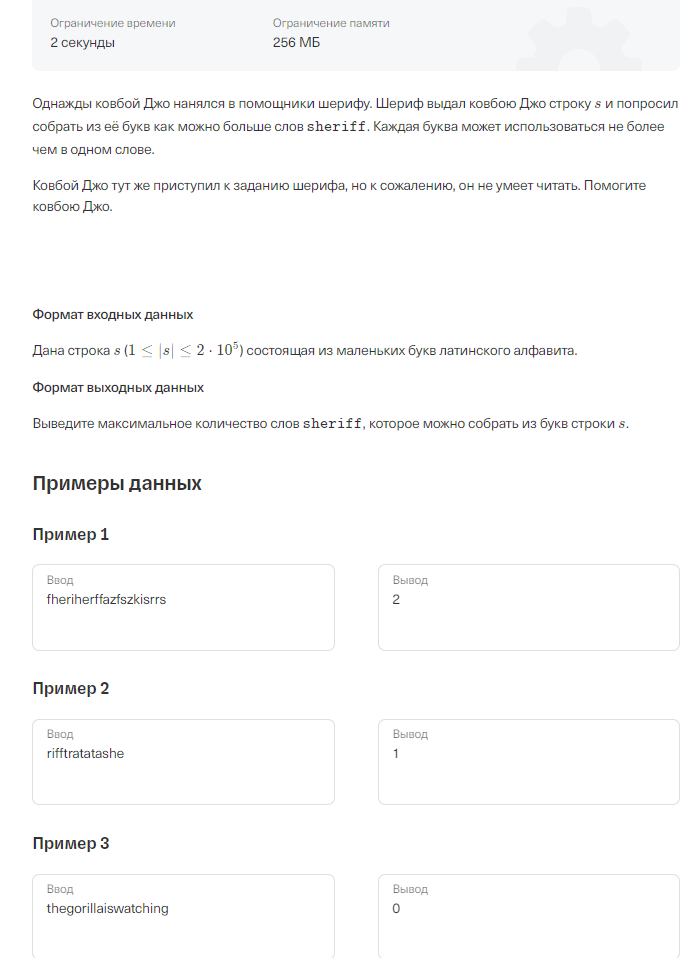 Ограничение времени
2 секунды
Ограничение памяти
256 МБ
Однажды ковбой Джо нанялся в помощники шерифу. Шериф выдал ковбою Джо строку s и попросил
собрать из её букв как можно больше слов sheriff. Каждая буква может использоваться не более
чем в одном слове.
Ковбой Джо тут же приступил к заданию шерифа, но к сожалению, он не умеет читать. Помогите
ковбою Джо.
Формат входных данных
Дана строка s (1 ≤ |s| ≤ 2 · 10⁵) состоящая из маленьких букв латинского алфавита.
Формат выходных данных
Выведите максимальное количество слов sheriff, которое можно собрать из букв строки s.
Примеры данных
Пример 1
Ввод
fheriherffazfszkisrrs
Вывод
2
Пример 2
Ввод
rifftratatashe
Вывод
1
Пример 3
Ввод
thegorillaiswatching
Вывод
0